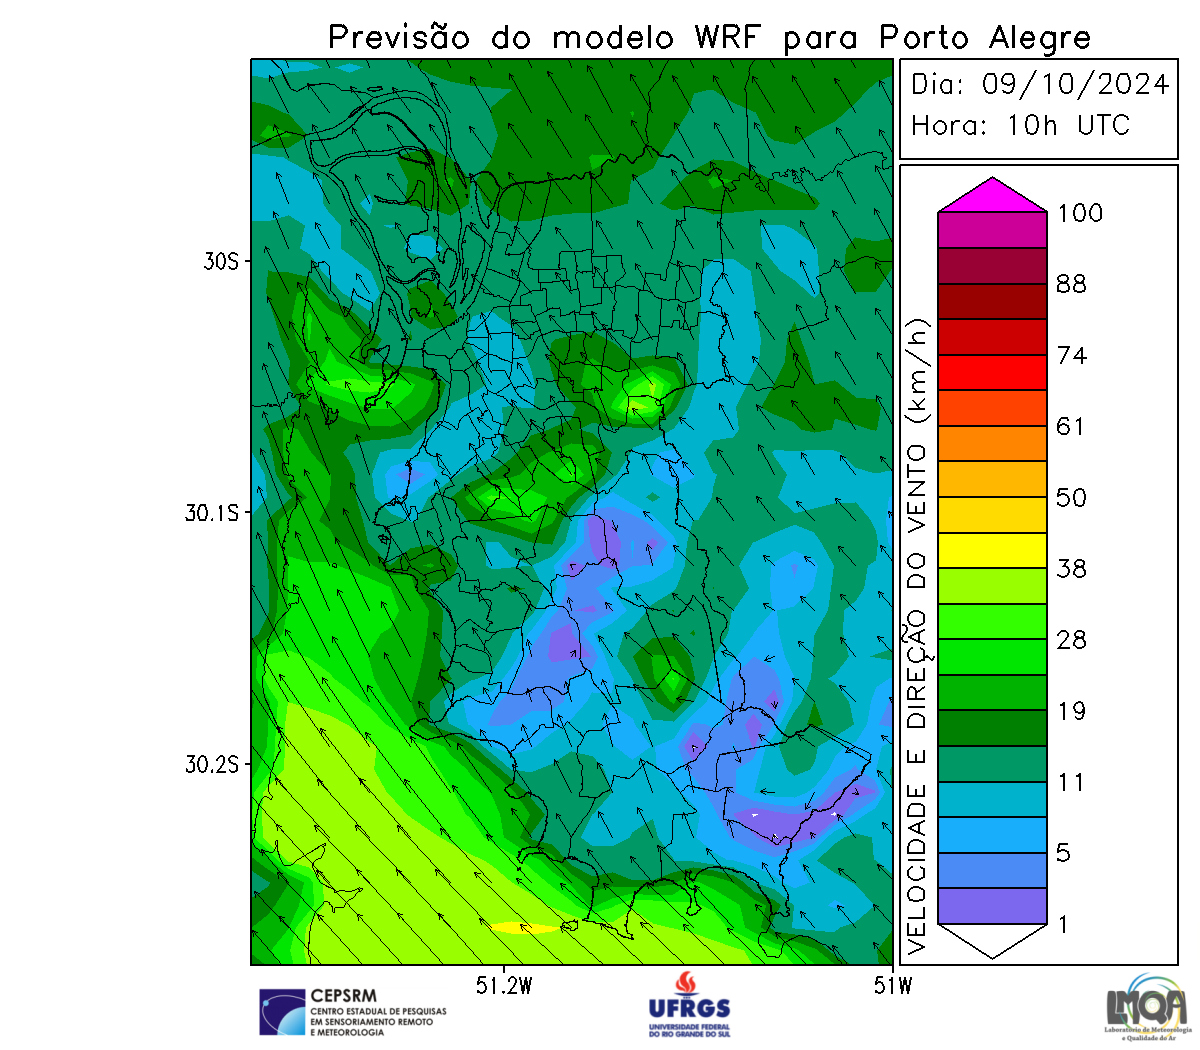 Previsão do modelo WRF para Porto Alegre
Dia: 09/10/2024
Hora: 10h UTC
30S
30.1S
30.2S
51.2W
51W
VELOCIDADE E DIREÇÃO DO VENTO (km/h)
100
88
74
61
50
38
28
19
11
5
1
CEPSRM
CENTRO ESTADUAL DE PESQUISAS
EM SENSORIAMENTO REMOTO
E METEOROLOGIA
UFRGS
UNIVERSIDADE FEDERAL
DO RIO GRANDE DO SUL
LMQA
Laboratório de Meteorologia
e Qualidade do Ar